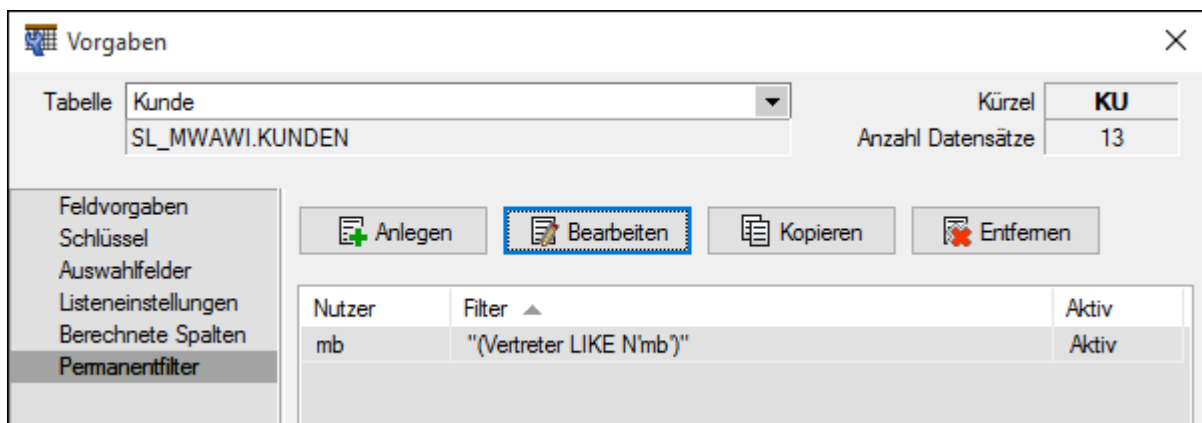 Vorgaben
Tabelle Kunde Kürzel KU
SL_MWAWI.KUNDEN Anzahl Datensätze 13
Feldvorgaben
Schlüssel
Auswahlfelder
Listeneinstellungen
Berechnete Spalten
Permanentfilter
Anlegen Bearbeiten Kopieren Entfernen
Nutzer Filter Aktiv
mb "(Vertreter LIKE N'mb')" Aktiv